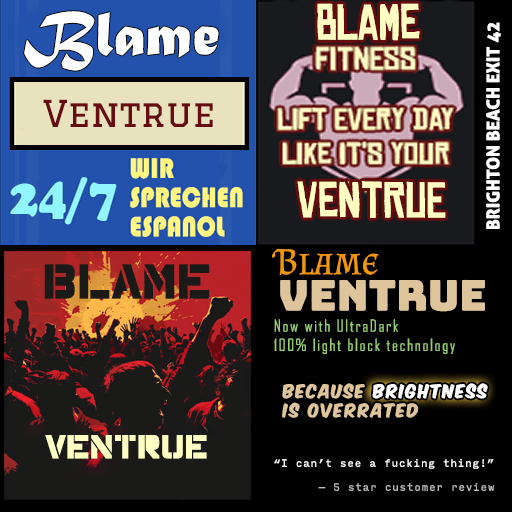 Blame
VENTRUE
24/7
WIR
SPRECHEN
ESPANOL
BLAME
FITNESS
LIFT EVERY DAY
LIKE IT'S YOUR
VENTRUE
BRIGHTON BEACH EXIT 42
BLAME
VENTRUE
BLAME
VENTRUE
Now with UltraDark
100% light block technology
BECAUSE BRIGHTNESS
IS OVERRATED
"I can't see a fucking thing!"
— 5 star customer review